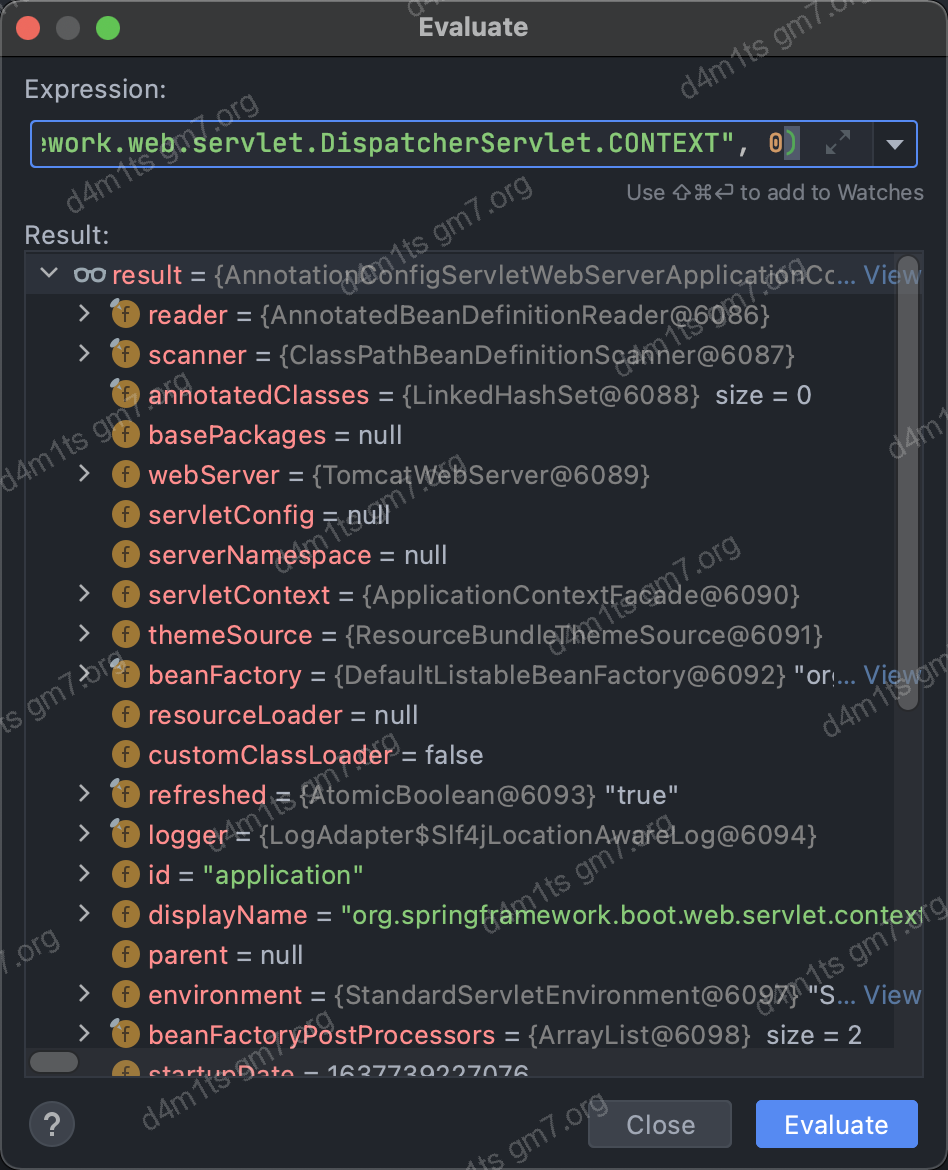 Evaluate
Expression:
ework.web.servlet.DispatcherServlet.CONTEXT", 0)
Use ⇧⌘⏎ to add to Watches
Result:
result = {AnnotationConfigServletWebServerApplicationCc... View
reader = {AnnotatedBeanDefinitionReader@6086}
scanner = {ClassPathBeanDefinitionScanner@6087}
annotatedClasses = {LinkedHashSet@6088} size = 0
basePackages = null
webServer = {TomcatWebServer@6089}
servletConfig = null
serverNamespace = null
servletContext = {ApplicationContextFacade@6090}
themeSource = {ResourceBundleThemeSource@6091}
beanFactory = {DefaultListableBeanFactory@6092} "or... View
resourceLoader = null
customClassLoader = false
refreshed = {AtomicBoolean@6093} "true"
logger = {LogAdapter$Slf4jLocationAwareLog@6094}
id = "application"
displayName = "org.springframework.boot.web.servlet.context
parent = null
environment = {StandardServletEnvironment@6097} "S... View
beanFactoryPostProcessors = {ArrayList@6098} size = 2
startupDate = 1637739227076
? Close Evaluate
d4m1ts gm7.org